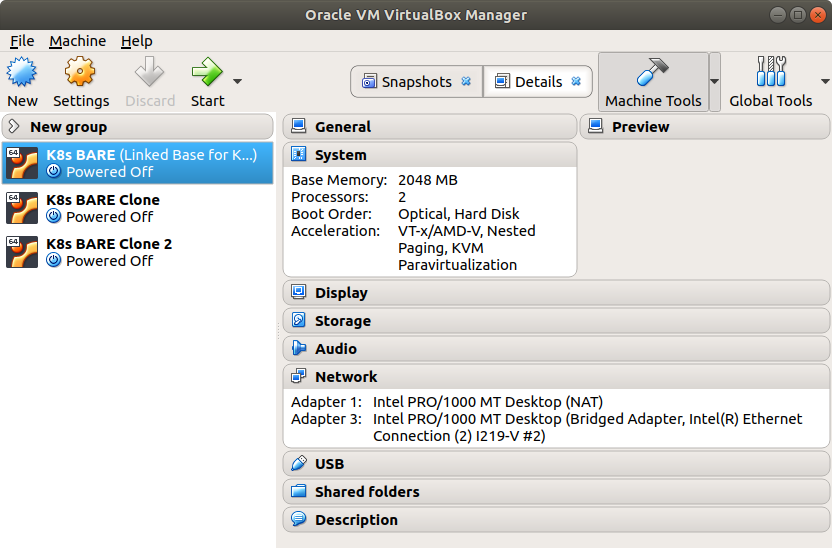 Oracle VM VirtualBox Manager
File Machine Help
New Settings Discard Start
Snapshots Details
Machine Tools Global Tools
New group
64
K8s BARE (Linked Base for K...)
Powered Off
64
K8s BARE Clone
Powered Off
64
K8s BARE Clone 2
Powered Off
General
Preview
System
Base Memory: 2048 MB
Processors: 2
Boot Order: Optical, Hard Disk
Acceleration: VT-x/AMD-V, Nested
Paging, KVM
Paravirtualization
Display
Storage
Audio
Network
Adapter 1: Intel PRO/1000 MT Desktop (NAT)
Adapter 3: Intel PRO/1000 MT Desktop (Bridged Adapter, Intel(R) Ethernet
Connection (2) I219-V #2)
USB
Shared folders
Description